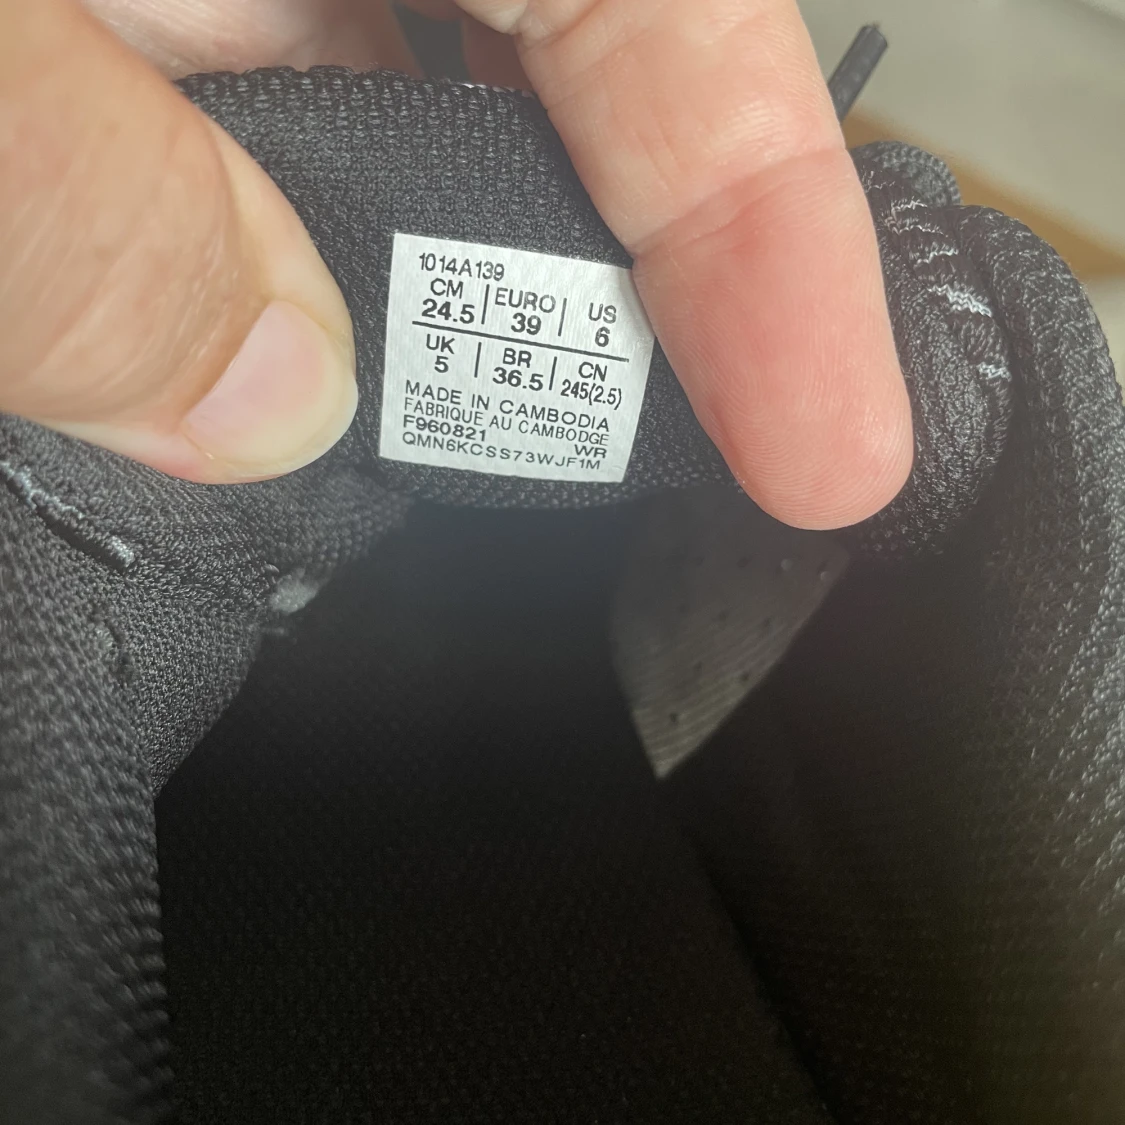 1014A139
CM EURO US
24.5 39 6
UK BR CN
5 36.5 245(2.5)
MADE IN CAMBODIA
FABRIQUE AU CAMBODGE
F960821 WR
QMN6KCSS73WJF1M